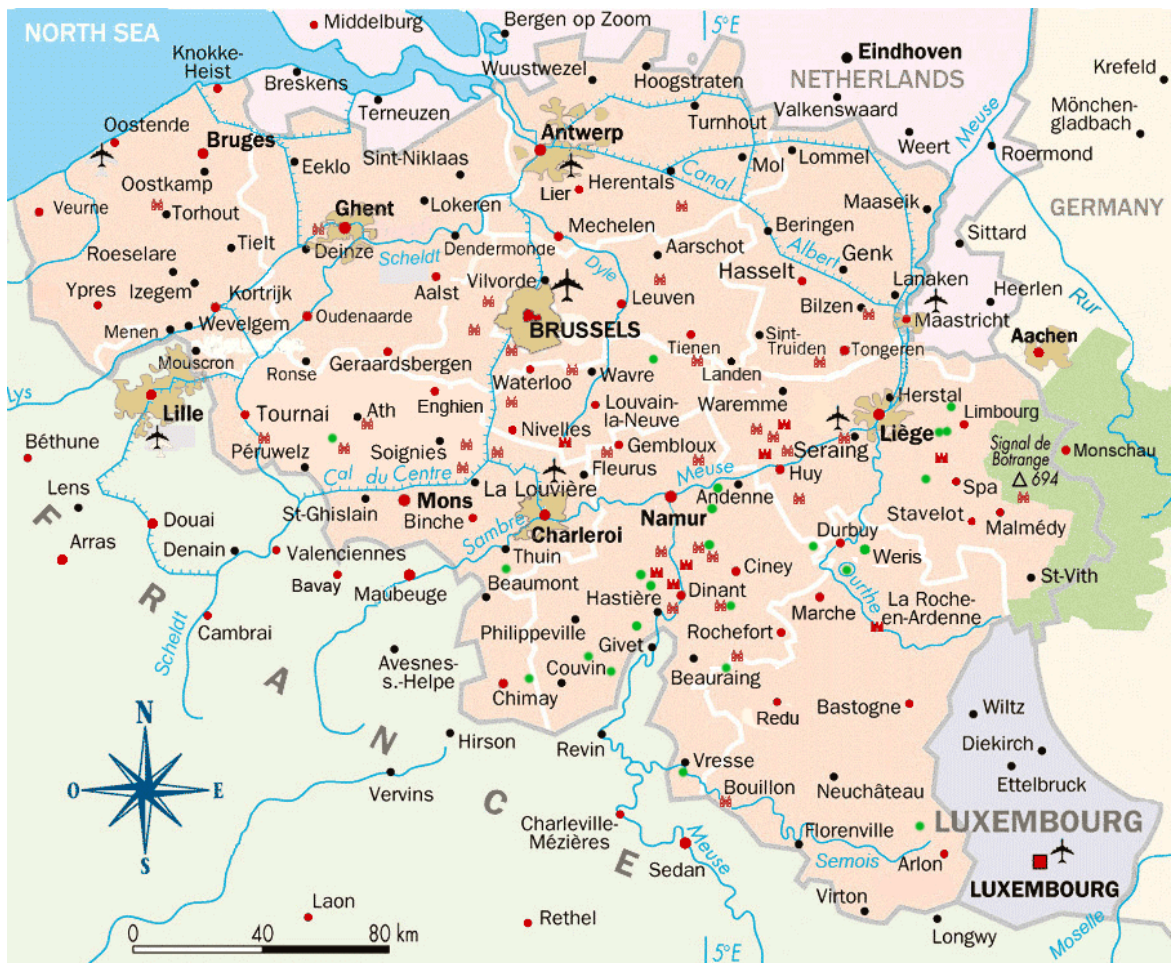 NORTH SEA
Middelburg
Bergen op Zoom
5°E
Knokke-
Heist
Breskens
Terneuzen
Wuustwezel
Hoogstraten
Eindhoven
NETHERLANDS
Valkenswaard
Krefeld
Mönchen-
gladbach
Oostende
Bruges
Eeklo
Sint-Niklaas
Antwerp
Turnhout
Mol
Lommel
Weert
Meuse
Roermond
Oostkamp
Torhout
Veurne
Ghent
Lokeren
Lier
Herentals
Canal
Maaseik
GERMANY
Roeselare
Tielt
Deinze
Scheldt
Dendermonde
Mechelen
Aarschot
Beringen
Albert
Genk
Sittard
Ypres
Izegem
Kortrijk
Aalst
Vilvorde
Dyle
Leuven
Hasselt
Bilzen
Lanaken
Heerlen
Rur
Menen
Wevelgem
Oudenaarde
BRUSSELS
Maastricht
Aachen
Mouscron
Ronse
Geraardsbergen
Waterloo
Wavre
Tienen
Landen
Sint-
Truiden
Tongeren
Lys
Lille
Tournai
Ath
Enghien
Louvain-
la-Neuve
Waremme
Herstal
Liège
Limbourg
Béthune
Péruwelz
Soignies
Nivelles
Gembloux
Seraing
Signal de
Botrange
694
Monschau
Cal du Centre
Fleurus
Meuse
Huy
Spa
Lens
La Louvière
Andenne
Stavelot
Malmédy
St-Ghislain
Mons
Binche
Sambre
Charleroi
Namur
Douai
Arras
Denain
Valenciennes
Thuin
Durbuy
Weris
Bavay
Maubeuge
Beaumont
Hastière
Dinant
Ciney
Marche
Ourthe
La Roche-
en-Ardenne
St-Vith
Cambrai
Scheldt
Philippeville
Givet
Rochefort
Avesnes-
s.-Helpe
Couvin
Chimay
Beauraing
Redu
Bastogne
Wiltz
Hirson
Revin
Vresse
Diekirch
Ettelbruck
Vervins
Bouillon
Neuchâteau
Charleville-
Mézières
Florenville
LUXEMBOURG
Sedan
Meuse
Semois
Arlon
LUXEMBOURG
Virton
Longwy
Moselle
Laon
Rethel
FRANCE
N
O
E
S
0 40 80 km
5°E